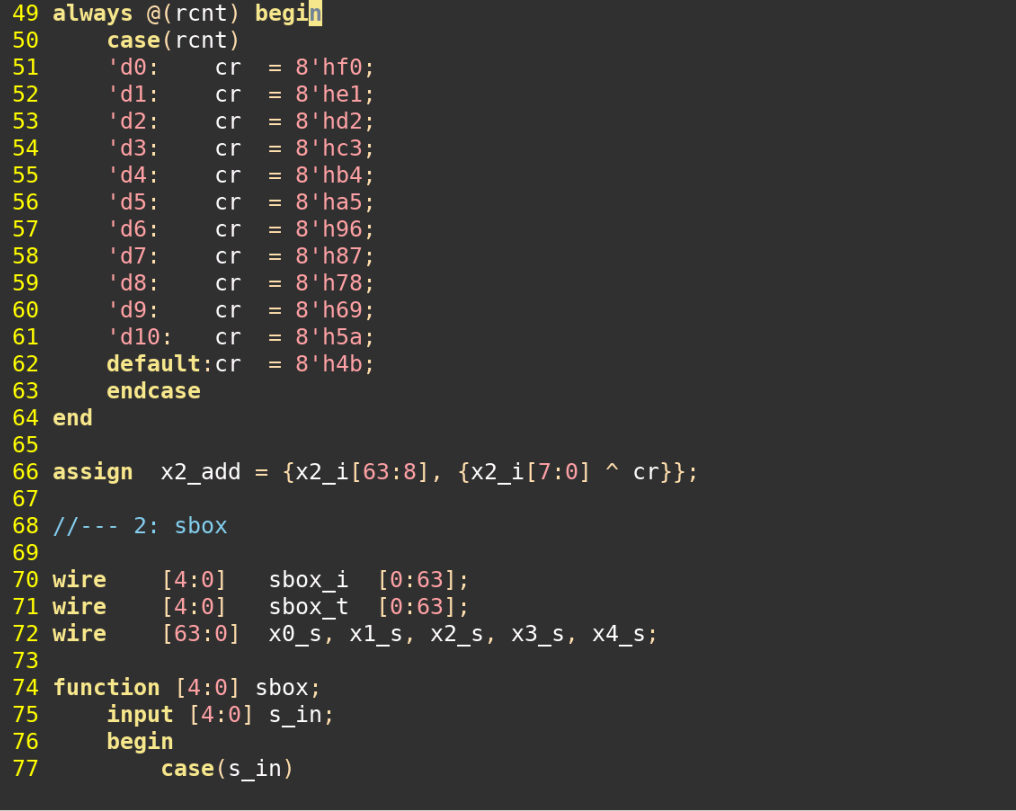 49 always @(rcnt) begin
50     case(rcnt)
51     'd0:    cr  = 8'hf0;
52     'd1:    cr  = 8'he1;
53     'd2:    cr  = 8'hd2;
54     'd3:    cr  = 8'hc3;
55     'd4:    cr  = 8'hb4;
56     'd5:    cr  = 8'ha5;
57     'd6:    cr  = 8'h96;
58     'd7:    cr  = 8'h87;
59     'd8:    cr  = 8'h78;
60     'd9:    cr  = 8'h69;
61     'd10:   cr  = 8'h5a;
62     default:cr  = 8'h4b;
63     endcase
64 end
65
66 assign  x2_add = {x2_i[63:8], {x2_i[7:0] ^ cr}};
67
68 //--- 2: sbox
69
70 wire    [4:0]   sbox_i  [0:63];
71 wire    [4:0]   sbox_t  [0:63];
72 wire    [63:0]  x0_s, x1_s, x2_s, x3_s, x4_s;
73
74 function [4:0] sbox;
75     input [4:0] s_in;
76     begin
77         case(s_in)